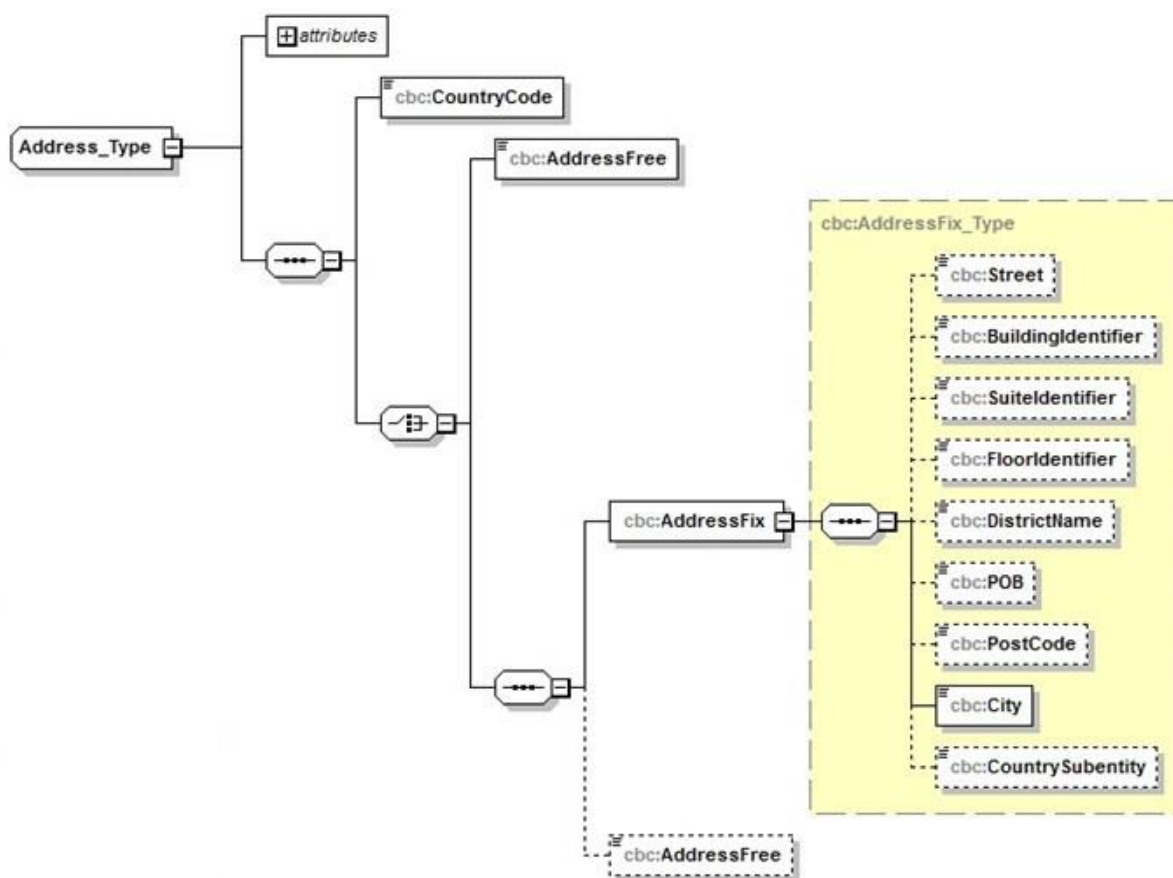 attributes
cbc:CountryCode
Address_Type
cbc:AddressFree
cbc:AddressFix_Type
cbc:Street
cbc:BuildingIdentifier
cbc:SuiteIdentifier
cbc:FloorIdentifier
cbc:AddressFix
cbc:DistrictName
cbc:POB
cbc:PostCode
cbc:City
cbc:CountrySubentity
cbc:AddressFree